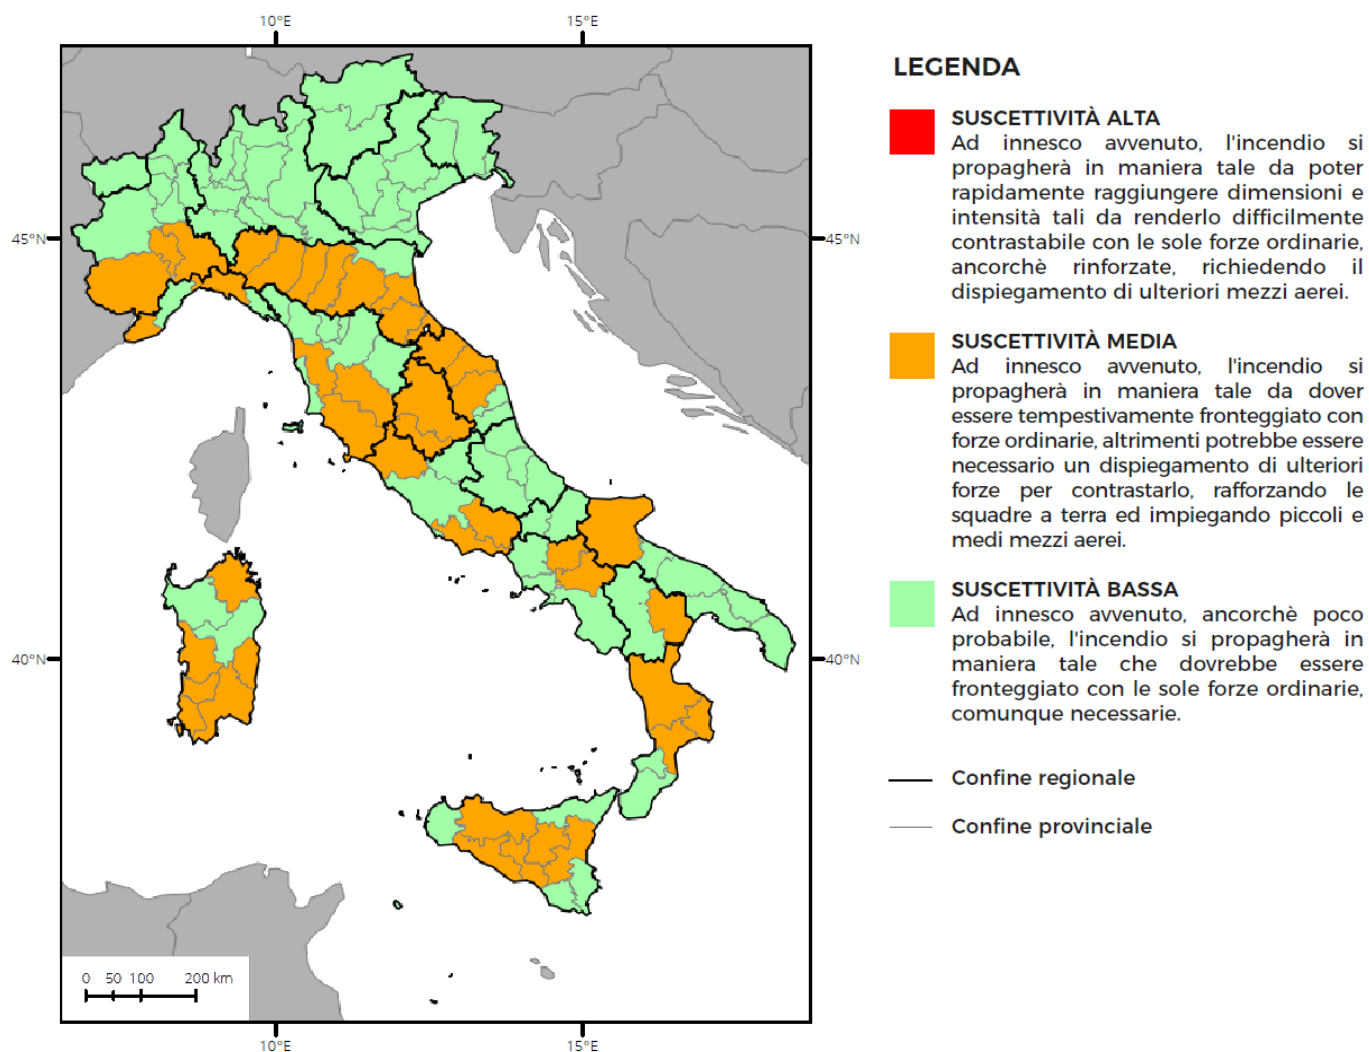 10°E 15°E
LEGENDA
SUSCETTIVITÀ ALTA
Ad innesco avvenuto, l'incendio si
propagherà in maniera tale da poter
rapidamente raggiungere dimensioni e
intensità tali da renderlo difficilmente
contrastabile con le sole forze ordinarie,
ancorchè rinforzate, richiedendo il
dispiegamento di ulteriori mezzi aerei.
45°N 45°N
SUSCETTIVITÀ MEDIA
Ad innesco avvenuto, l'incendio si
propagherà in maniera tale da dover
essere tempestivamente fronteggiato con
forze ordinarie, altrimenti potrebbe essere
necessario un dispiegamento di ulteriori
forze per contrastarlo, rafforzando le
squadre a terra ed impiegando piccoli e
medi mezzi aerei.
SUSCETTIVITÀ BASSA
Ad innesco avvenuto, ancorchè poco
probabile, l'incendio si propagherà in
maniera tale che dovrebbe essere
fronteggiato con le sole forze ordinarie,
comunque necessarie.
40°N 40°N
Confine regionale
Confine provinciale
0 50 100 200 km
10°E 15°E